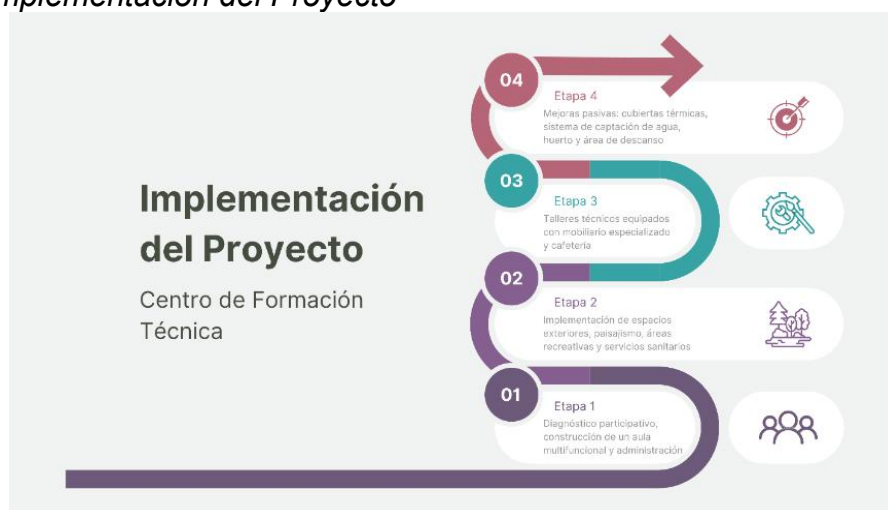 Implementación del Proyecto
Implementación
del Proyecto
Centro de Formación
Técnica
04
Etapa 4
Mejoras pasivas: cubiertas térmicas,
sistema de captación de agua,
huerto y área de descanso
03
Etapa 3
Talleres técnicos equipados
con mobiliario especializado
y cafetería
02
Etapa 2
Implementación de espacios
exteriores, paisajismo, áreas
recreativas y servicios sanitarios
01
Etapa 1
Diagnóstico participativo,
construcción de un aula
multifuncional y administración